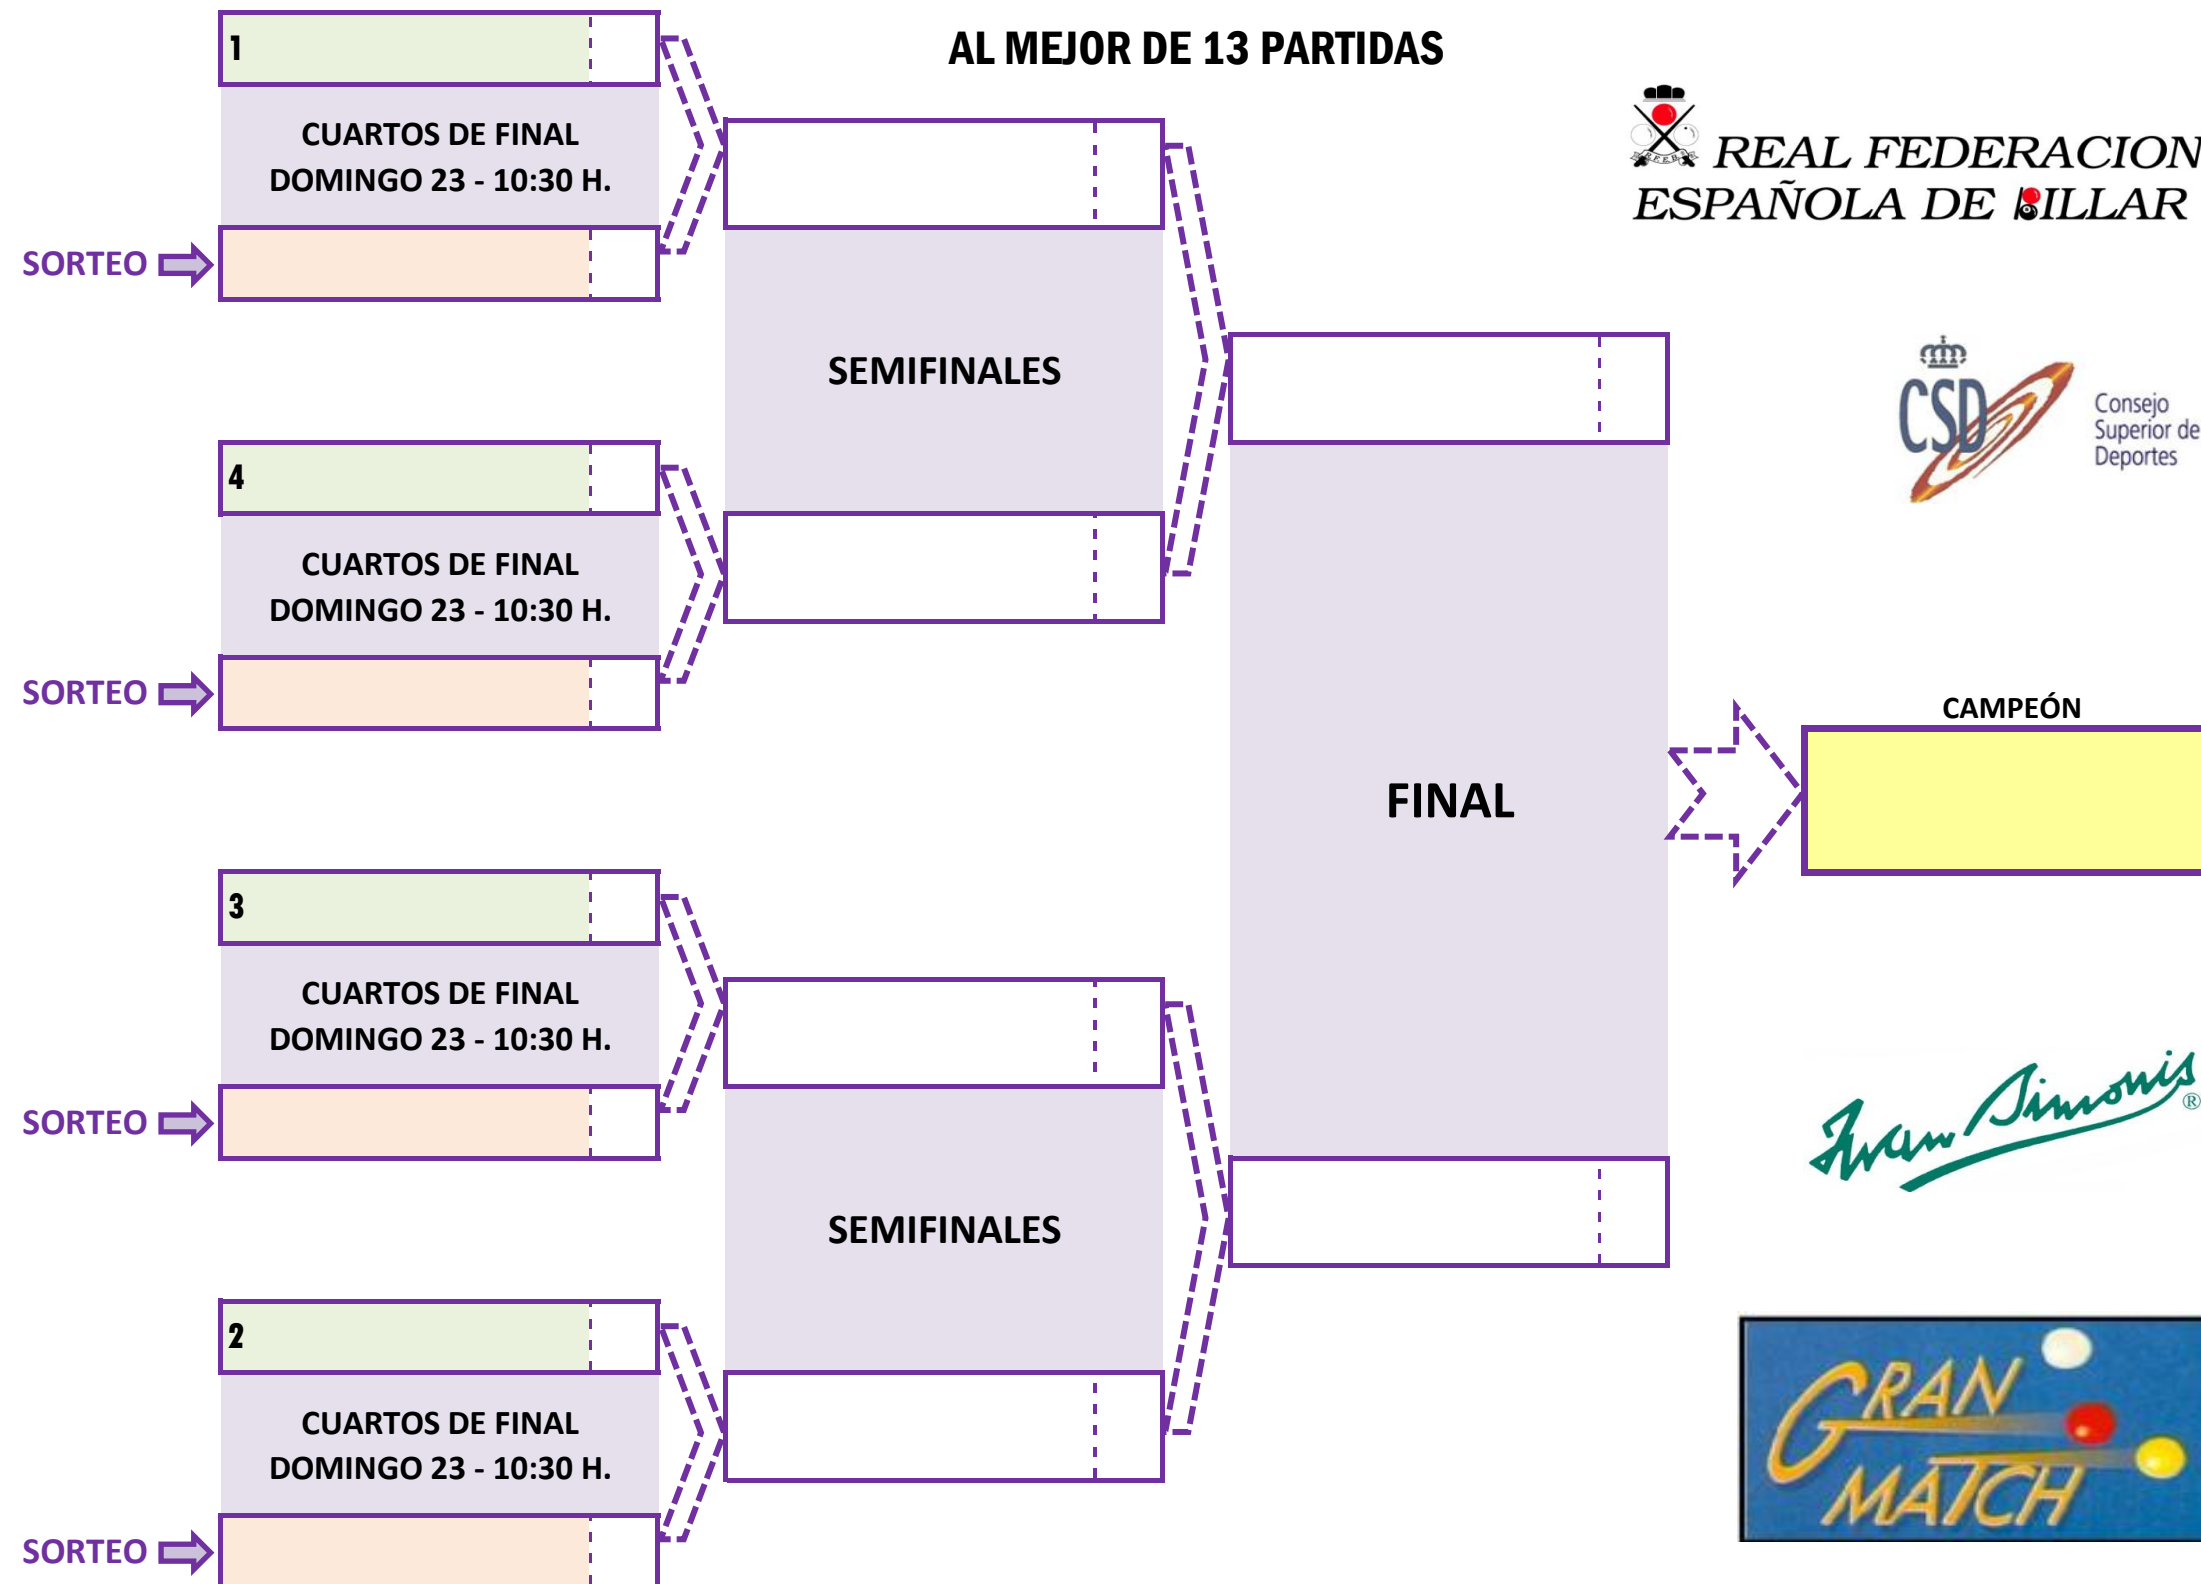 AL MEJOR DE 13 PARTIDAS
REAL FEDERACION
ESPAÑOLA DE BILLAR
R.F.E.B.
1
CUARTOS DE FINAL
DOMINGO 23 - 10:30 H.
SORTEO
SEMIFINALES
4
CUARTOS DE FINAL
DOMINGO 23 - 10:30 H.
SORTEO
CSD
Consejo
Superior de
Deportes
FINAL
CAMPEÓN
3
CUARTOS DE FINAL
DOMINGO 23 - 10:30 H.
SORTEO
SEMIFINALES
2
CUARTOS DE FINAL
DOMINGO 23 - 10:30 H.
SORTEO
Iwan Simonis®
GRAN
MATCH